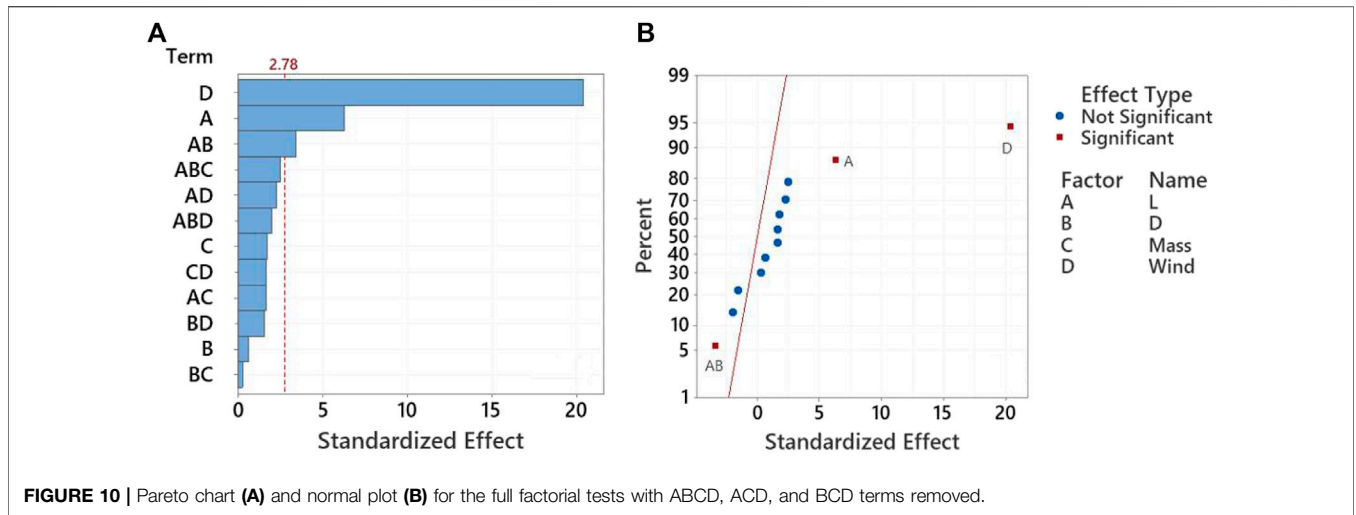 A
Term
2.78
D
A
AB
ABC
AD
ABD
C
CD
AC
BD
B
BC
0 5 10 15 20
Standardized Effect
B
99
95
90
80
70
60
50
40
30
20
10
5
1
Percent
D
A
AB
0 5 10 15 20
Standardized Effect
Effect Type
Not Significant
Significant
Factor Name
A L
B D
C Mass
D Wind
FIGURE 10 | Pareto chart (A) and normal plot (B) for the full factorial tests with ABCD, ACD, and BCD terms removed.